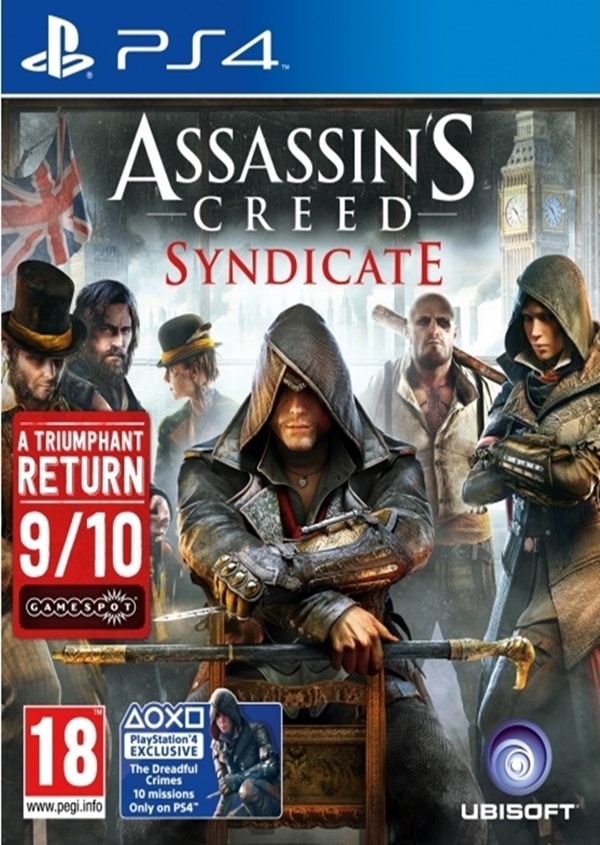 PS4™
ASSASSIN'S
CREED
SYNDICATE
A TRIUMPHANT
RETURN
9/10
GAMESPOT
18
www.pegi.info
PlayStation®4
EXCLUSIVE
The Dreadful
Crimes
10 missions
Only on PS4™
UBISOFT